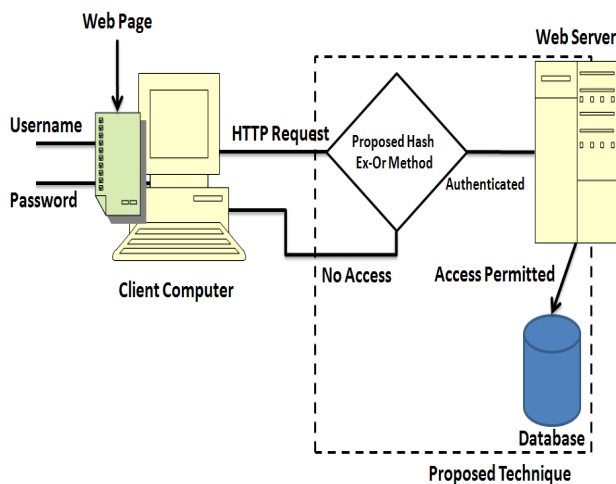 Web Page
Web Server
Username
HTTP Request
Proposed Hash
Ex-Or Method
Password
Authenticated
No Access
Access Permitted
Client Computer
Database
Proposed Technique